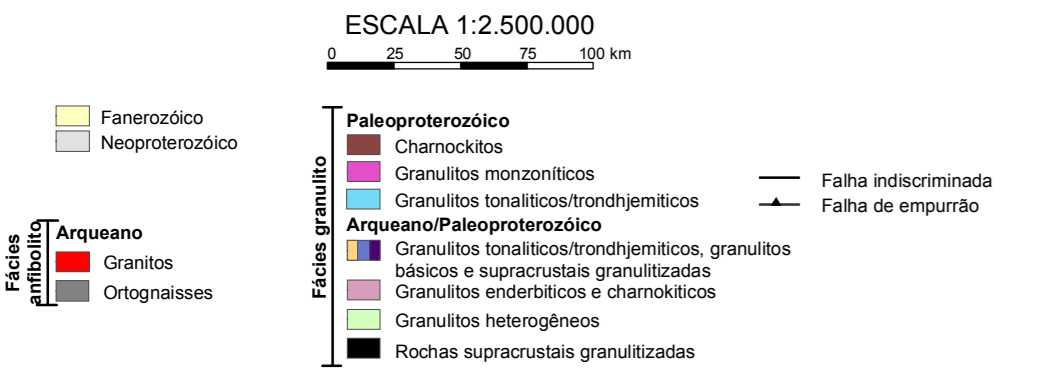 ESCALA 1:2.500.000
0 25 50 75 100 km
Fanerozóico
Neoproterozóico
Fácies anfibolito
Arqueano
Granitos
Ortognaisses
Fácies granulito
Paleoproterozóico
Charnockitos
Granulitos monzoníticos
Granulitos tonaliticos/trondhjemiticos
Arqueano/Paleoproterozóico
Granulitos tonaliticos/trondhjemiticos, granulitos
básicos e supracrustais granulitizadas
Granulitos enderbiticos e charnokiticos
Granulitos heterogêneos
Rochas supracrustais granulitizadas
Falha indiscriminada
Falha de empurrão